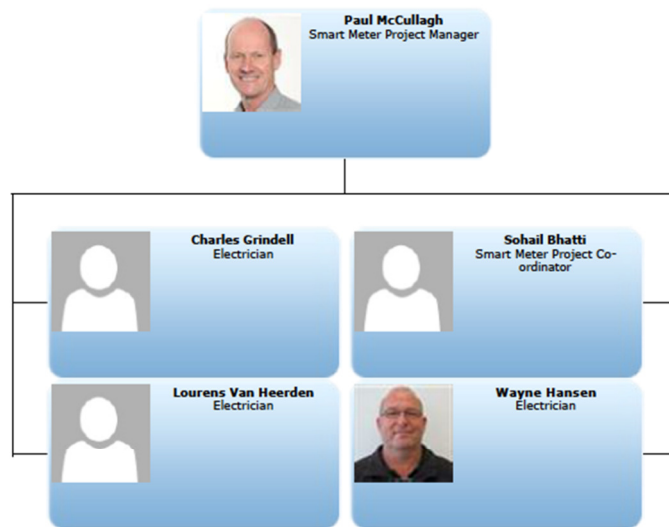 Paul McCullagh
Smart Meter Project Manager
Charles Grindell
Electrician
Sohail Bhatti
Smart Meter Project Co-
ordinator
Lourens Van Heerden
Electrician
Wayne Hansen
Electrician